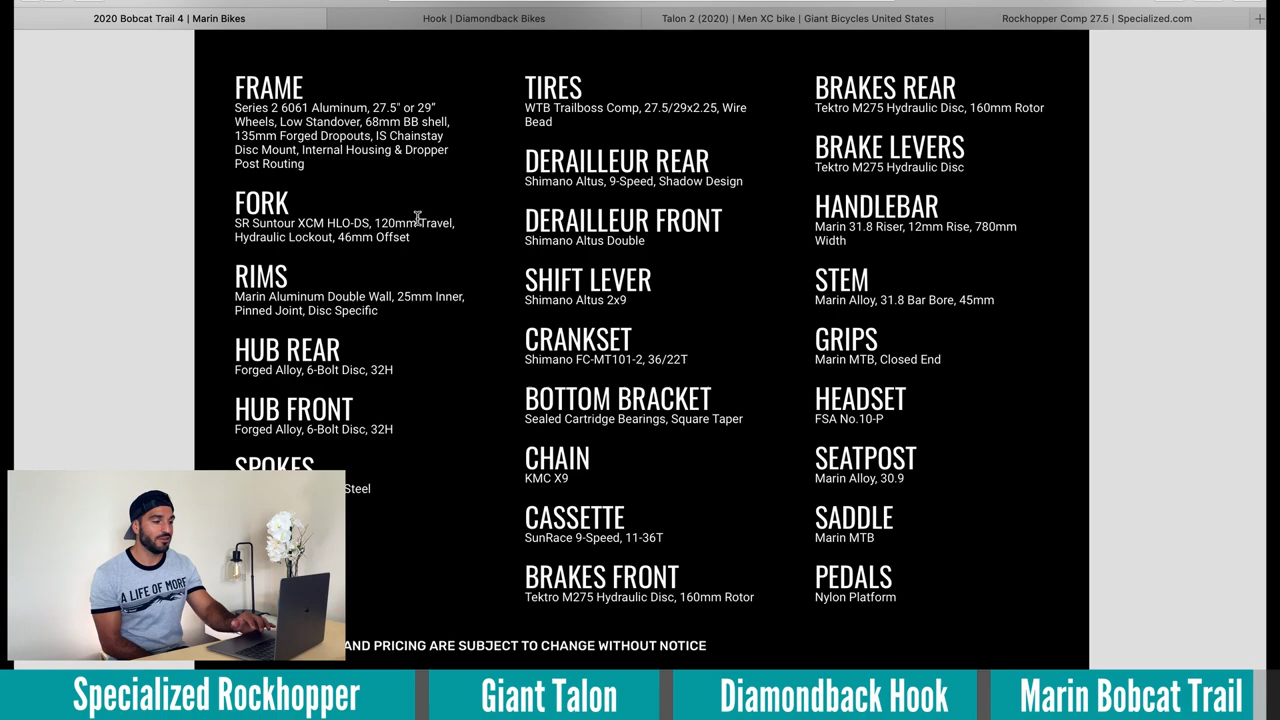 2020 Bobcat Trail 4 | Marin Bikes
Hook | Diamondback Bikes
Talon 2 (2020) | Men XC bike | Giant Bicycles United States
Rockhopper Comp 27.5 | Specialized.com
FRAME
Series 2 6061 Aluminum, 27.5" or 29”
Wheels, Low Standover, 68mm BB shell,
135mm Forged Dropouts, IS Chainstay
Disc Mount, Internal Housing & Dropper
Post Routing
FORK
SR Suntour XCM HLO-DS, 120mm Travel,
Hydraulic Lockout, 46mm Offset
RIMS
Marin Aluminum Double Wall, 25mm Inner,
Pinned Joint, Disc Specific
HUB REAR
Forged Alloy, 6-Bolt Disc, 32H
HUB FRONT
Forged Alloy, 6-Bolt Disc, 32H
SPOKES
Steel
TIRES
WTB Trailboss Comp, 27.5/29x2.25, Wire
Bead
DERAILLEUR REAR
Shimano Altus, 9-Speed, Shadow Design
DERAILLEUR FRONT
Shimano Altus Double
SHIFT LEVER
Shimano Altus 2x9
CRANKSET
Shimano FC-MT101-2, 36/22T
BOTTOM BRACKET
Sealed Cartridge Bearings, Square Taper
CHAIN
KMC X9
CASSETTE
SunRace 9-Speed, 11-36T
BRAKES FRONT
Tektro M275 Hydraulic Disc, 160mm Rotor
BRAKES REAR
Tektro M275 Hydraulic Disc, 160mm Rotor
BRAKE LEVERS
Tektro M275 Hydraulic Disc
HANDLEBAR
Marin 31.8 Riser, 12mm Rise, 780mm
Width
STEM
Marin Alloy, 31.8 Bar Bore, 45mm
GRIPS
Marin MTB, Closed End
HEADSET
FSA No.10-P
SEATPOST
Marin Alloy, 30.9
SADDLE
Marin MTB
PEDALS
Nylon Platform
AND PRICING ARE SUBJECT TO CHANGE WITHOUT NOTICE
A LIFE OF MORE
Specialized Rockhopper
Giant Talon
Diamondback Hook
Marin Bobcat Trail